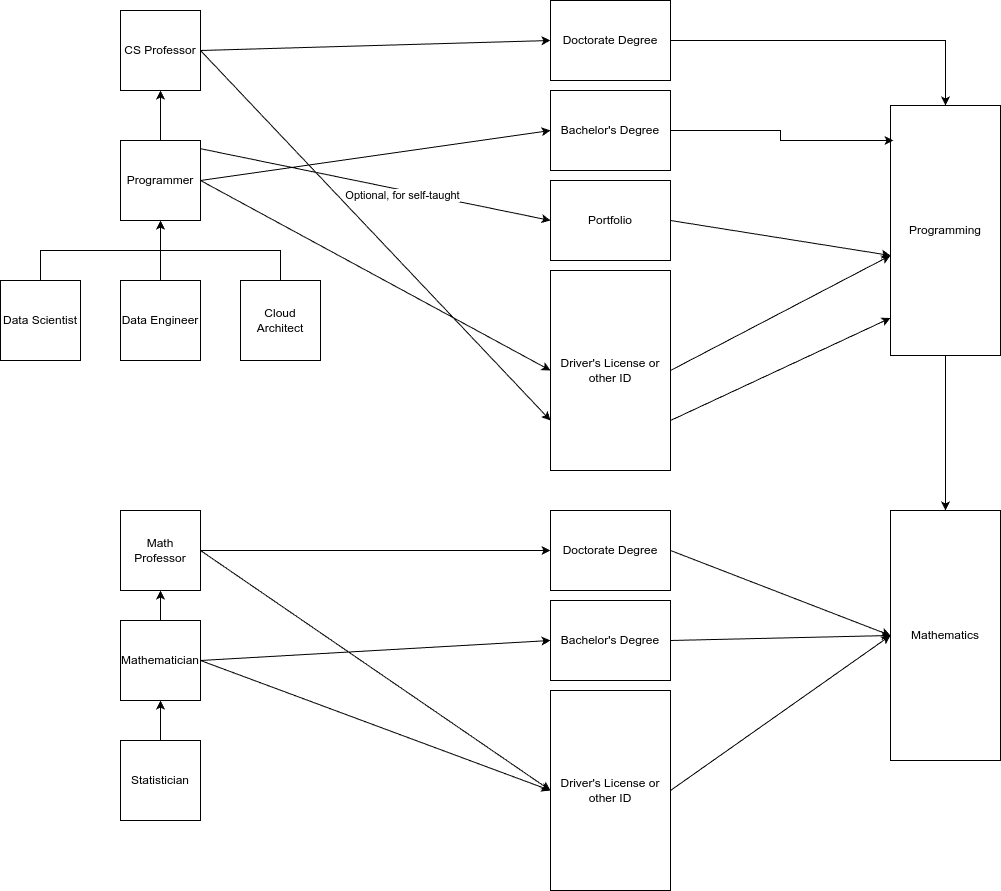 CS Professor
Doctorate Degree
Bachelor's Degree
Programmer
Optional, for self-taught
Portfolio
Programming
Data Scientist
Data Engineer
Cloud
Architect
Driver's License or
other ID
Math
Professor
Doctorate Degree
Mathematician
Bachelor's Degree
Mathematics
Statistician
Driver's License or
other ID